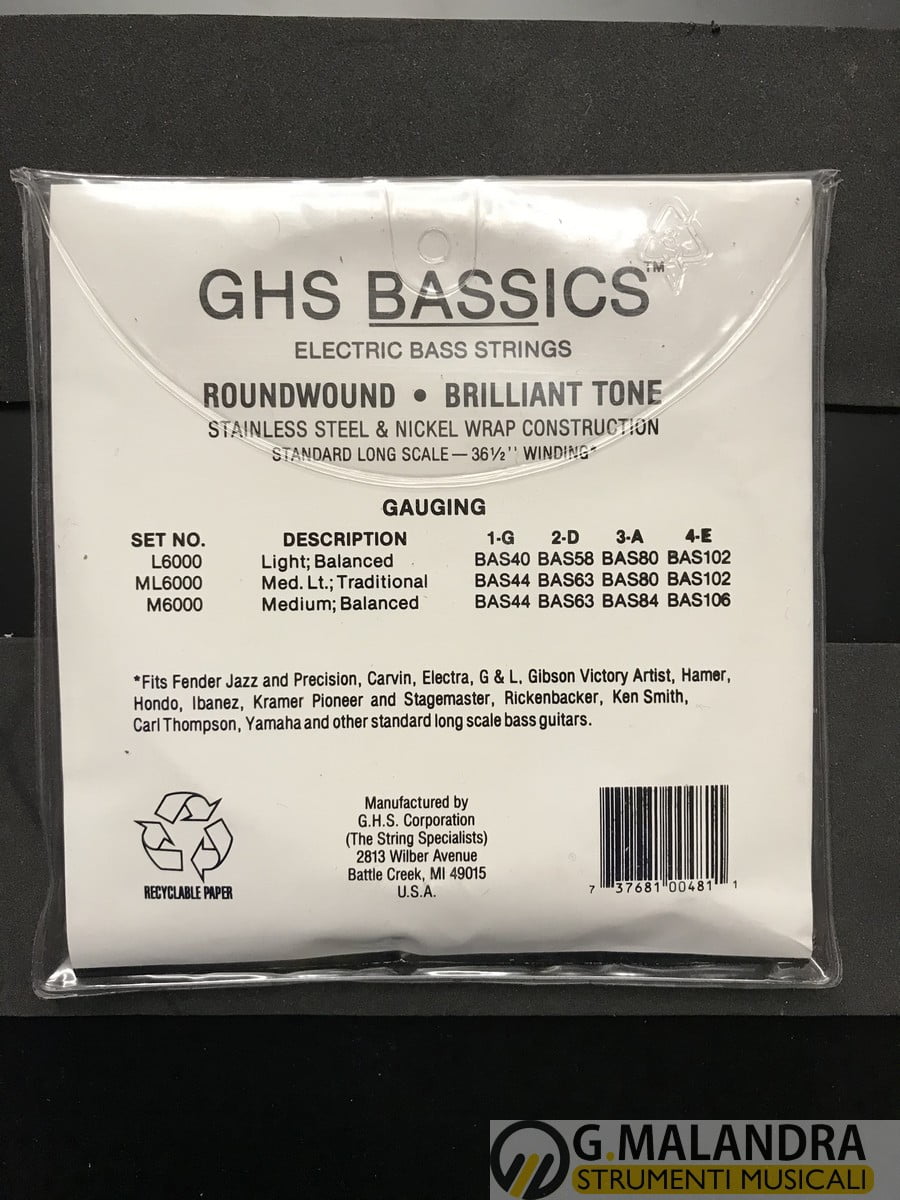 GHS BASSICS™
ELECTRIC BASS STRINGS
ROUNDWOUND • BRILLIANT TONE
STAINLESS STEEL & NICKEL WRAP CONSTRUCTION
STANDARD LONG SCALE — 36½'' WINDING*
GAUGING
SET NO. DESCRIPTION 1-G 2-D 3-A 4-E
L6000 Light; Balanced BAS40 BAS58 BAS80 BAS102
ML6000 Med. Lt.; Traditional BAS44 BAS63 BAS80 BAS102
M6000 Medium; Balanced BAS44 BAS63 BAS84 BAS106
*Fits Fender Jazz and Precision, Carvin, Electra, G & L, Gibson Victory Artist, Hamer,
Hondo, Ibanez, Kramer Pioneer and Stagemaster, Rickenbacker, Ken Smith,
Carl Thompson, Yamaha and other standard long scale bass guitars.
RECYCLABLE PAPER
Manufactured by
G.H.S. Corporation
(The String Specialists)
2813 Wilber Avenue
Battle Creek, MI 49015
U.S.A.
7 37681 00481 1
G.MALANDRA
STRUMENTI MUSICALI